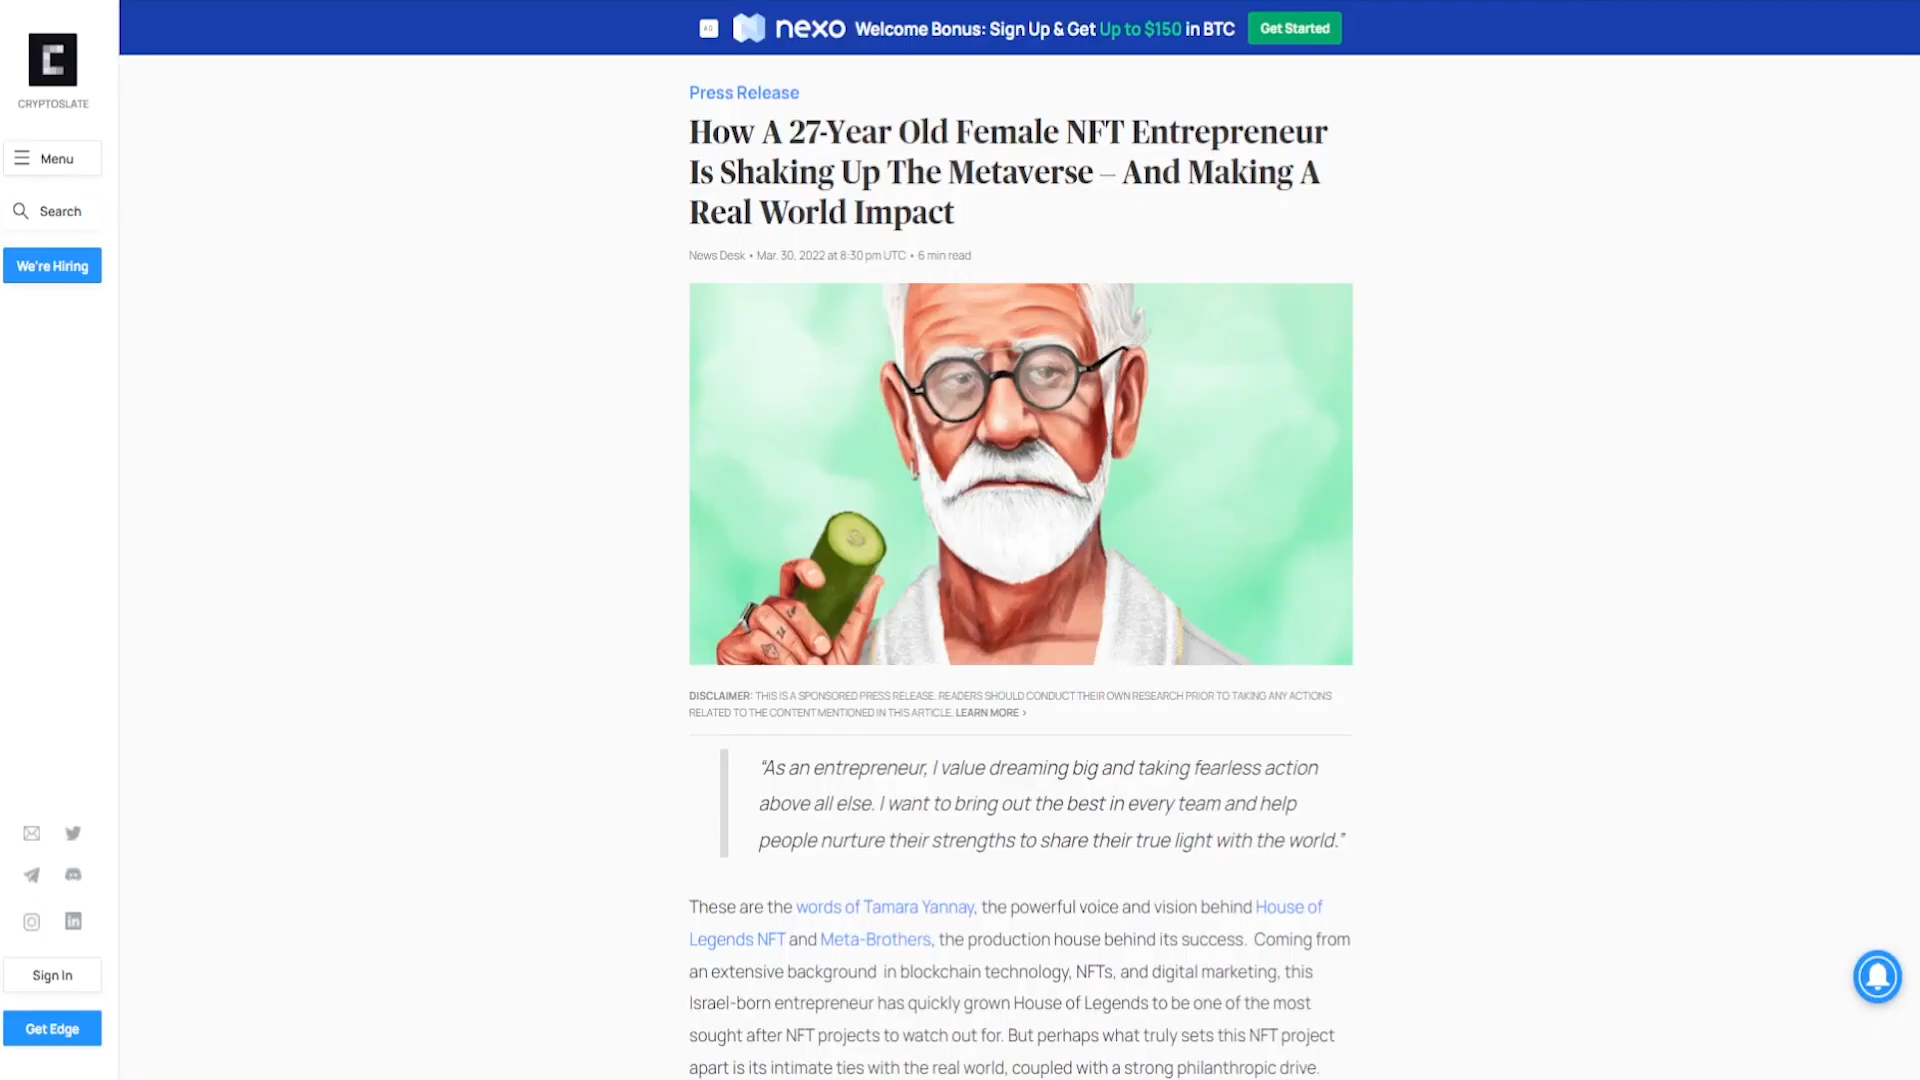 AD nexo Welcome Bonus: Sign Up & Get Up to $150 in BTC Get Started
CRYPTOSLATE
Menu
Search
We're Hiring
Press Release
How A 27-Year Old Female NFT Entrepreneur
Is Shaking Up The Metaverse – And Making A
Real World Impact
News Desk • Mar. 30, 2022 at 8:30 pm UTC • 6 min read
DISCLAIMER: THIS IS A SPONSORED PRESS RELEASE. READERS SHOULD CONDUCT THEIR OWN RESEARCH PRIOR TO TAKING ANY ACTIONS
RELATED TO THE CONTENT MENTIONED IN THIS ARTICLE. LEARN MORE ›
“As an entrepreneur, I value dreaming big and taking fearless action
above all else. I want to bring out the best in every team and help
people nurture their strengths to share their true light with the world.”
These are the words of Tamara Yannay, the powerful voice and vision behind House of
Legends NFT and Meta-Brothers, the production house behind its success. Coming from
an extensive background in blockchain technology, NFTs, and digital marketing, this
Israel-born entrepreneur has quickly grown House of Legends to be one of the most
sought after NFT projects to watch out for. But perhaps what truly sets this NFT project
apart is its intimate ties with the real world, coupled with a strong philanthropic drive.
Sign In
Get Edge